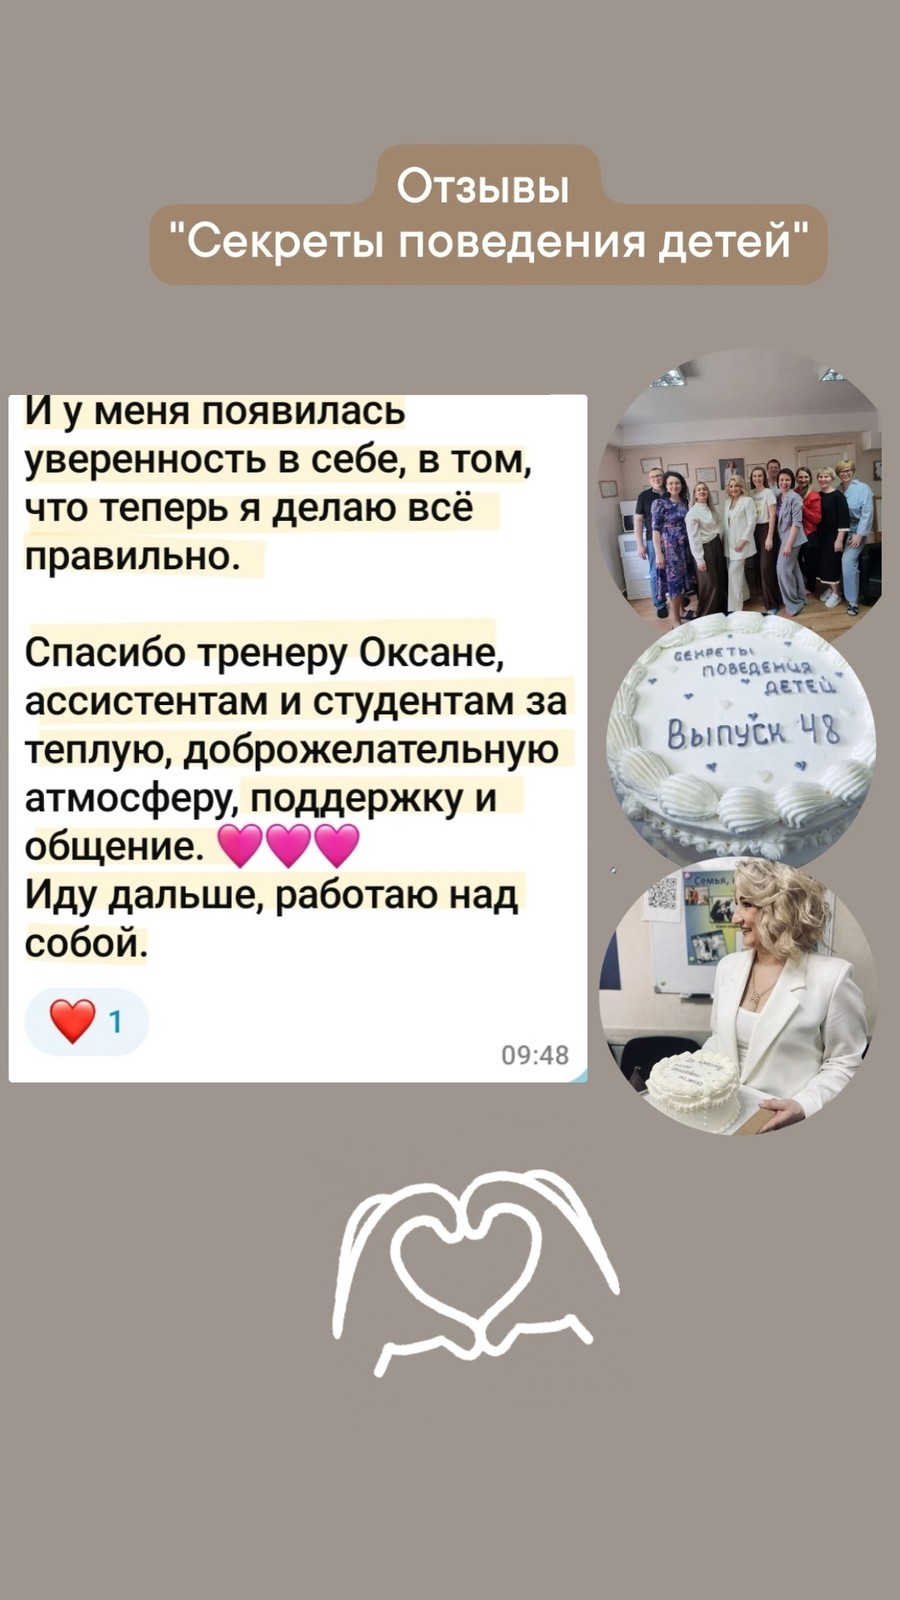 Отзывы
"Секреты поведения детей"
И у меня появилась
уверенность в себе, в том,
что теперь я делаю всё
правильно.
Спасибо тренеру Оксане,
ассистентам и студентам за
теплую, доброжелательную
атмосферу, поддержку и
общение. 🩷🩷🩷
Иду дальше, работаю над
собой.
❤️ 1
09:48
СЕКРЕТЫ
ПОВЕДЕНИЯ
ДЕТЕЙ
Выпуск 48
Семья,